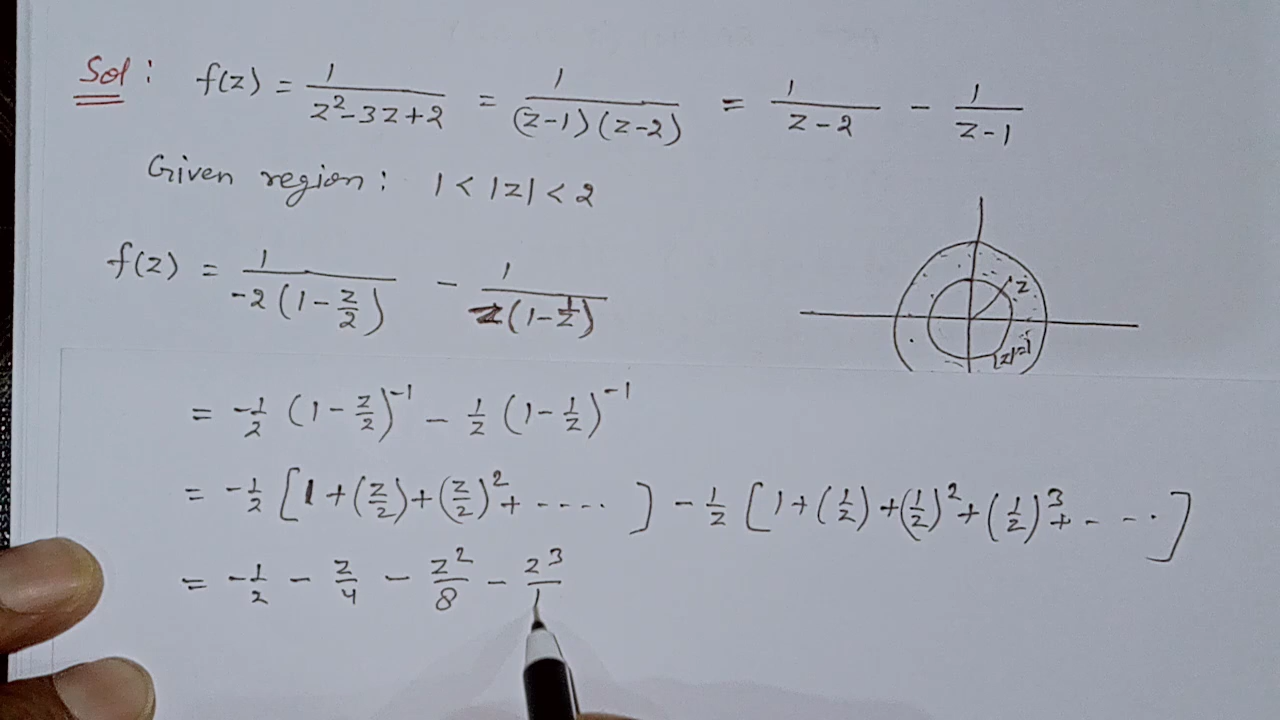 Sol : f(z) = 1/(z²-3z+2) = 1/((z-1)(z-2)) = 1/(z-2) - 1/(z-1)
Given region : 1 < |z| < 2
f(z) = 1/(-2(1-z/2)) - 1/(z(1-1/z))
z
|z|=1
= -1/2 (1-z/2)⁻¹ - 1/z (1-1/z)⁻¹
= -1/2 [1+(z/2)+(z/2)²+ ····· ] - 1/z [1+(1/z)+(1/z)²+(1/z)³+ ···· ]
= -1/2 - z/4 - z²/8 - z³/1